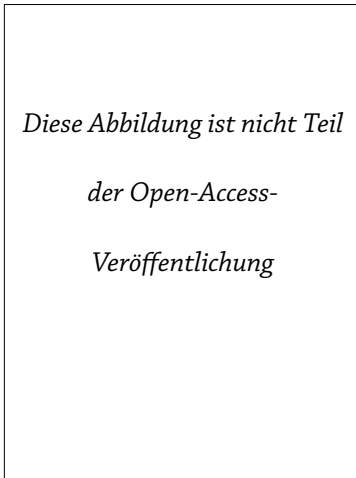 Diese Abbildung ist nicht Teil
der Open-Access-
Veröffentlichung